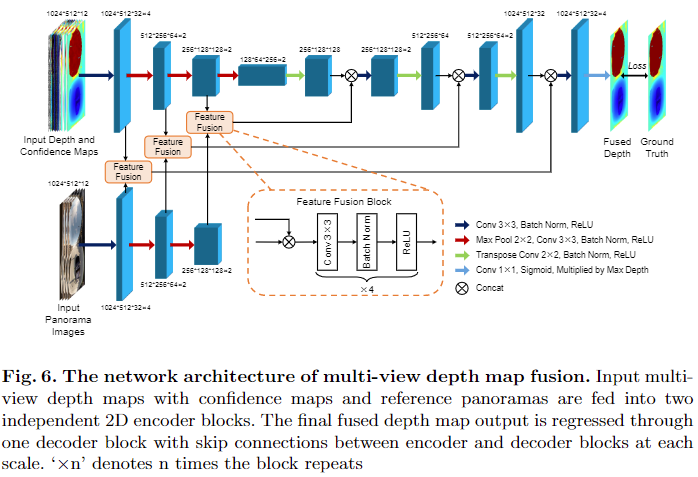 1024*512*12
1024*512*32=4
512*256*64=2
256*128*128=2
128*64*256=2
256*128*128
256*128*128=2
512*256*64
512*256*64=2
1024*512*32
1024*512*32=4
Loss
Input Depth and
Confidence Maps
Feature
Fusion
Feature
Fusion
Feature
Fusion
Fused
Depth
Ground
Truth
1024*512*12
1024*512*32=4
512*256*64=2
256*128*128=2
Input
Panorama
Images
Feature Fusion Block
Conv 3×3
Batch Norm
ReLU
×4
Conv 3×3, Batch Norm, ReLU
Max Pool 2×2, Conv 3×3, Batch Norm, ReLU
Transpose Conv 2×2, Batch Norm, ReLU
Conv 1×1, Sigmoid, Multiplied by Max Depth
Concat
Fig. 6. The network architecture of multi-view depth map fusion. Input multi-
view depth maps with confidence maps and reference panoramas are fed into two
independent 2D encoder blocks. The final fused depth map output is regressed through
one decoder block with skip connections between encoder and decoder blocks at each
scale. ‘×n’ denotes n times the block repeats